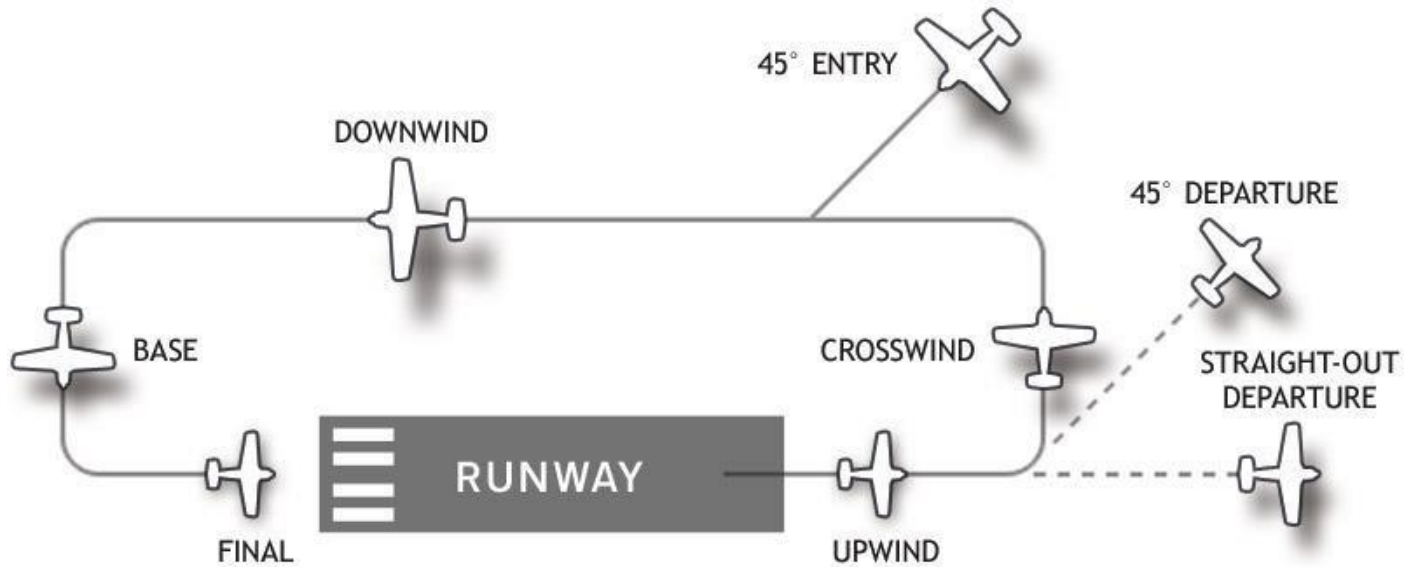 45° ENTRY
DOWNWIND
45° DEPARTURE
BASE
CROSSWIND
STRAIGHT-OUT
DEPARTURE
RUNWAY
FINAL
UPWIND